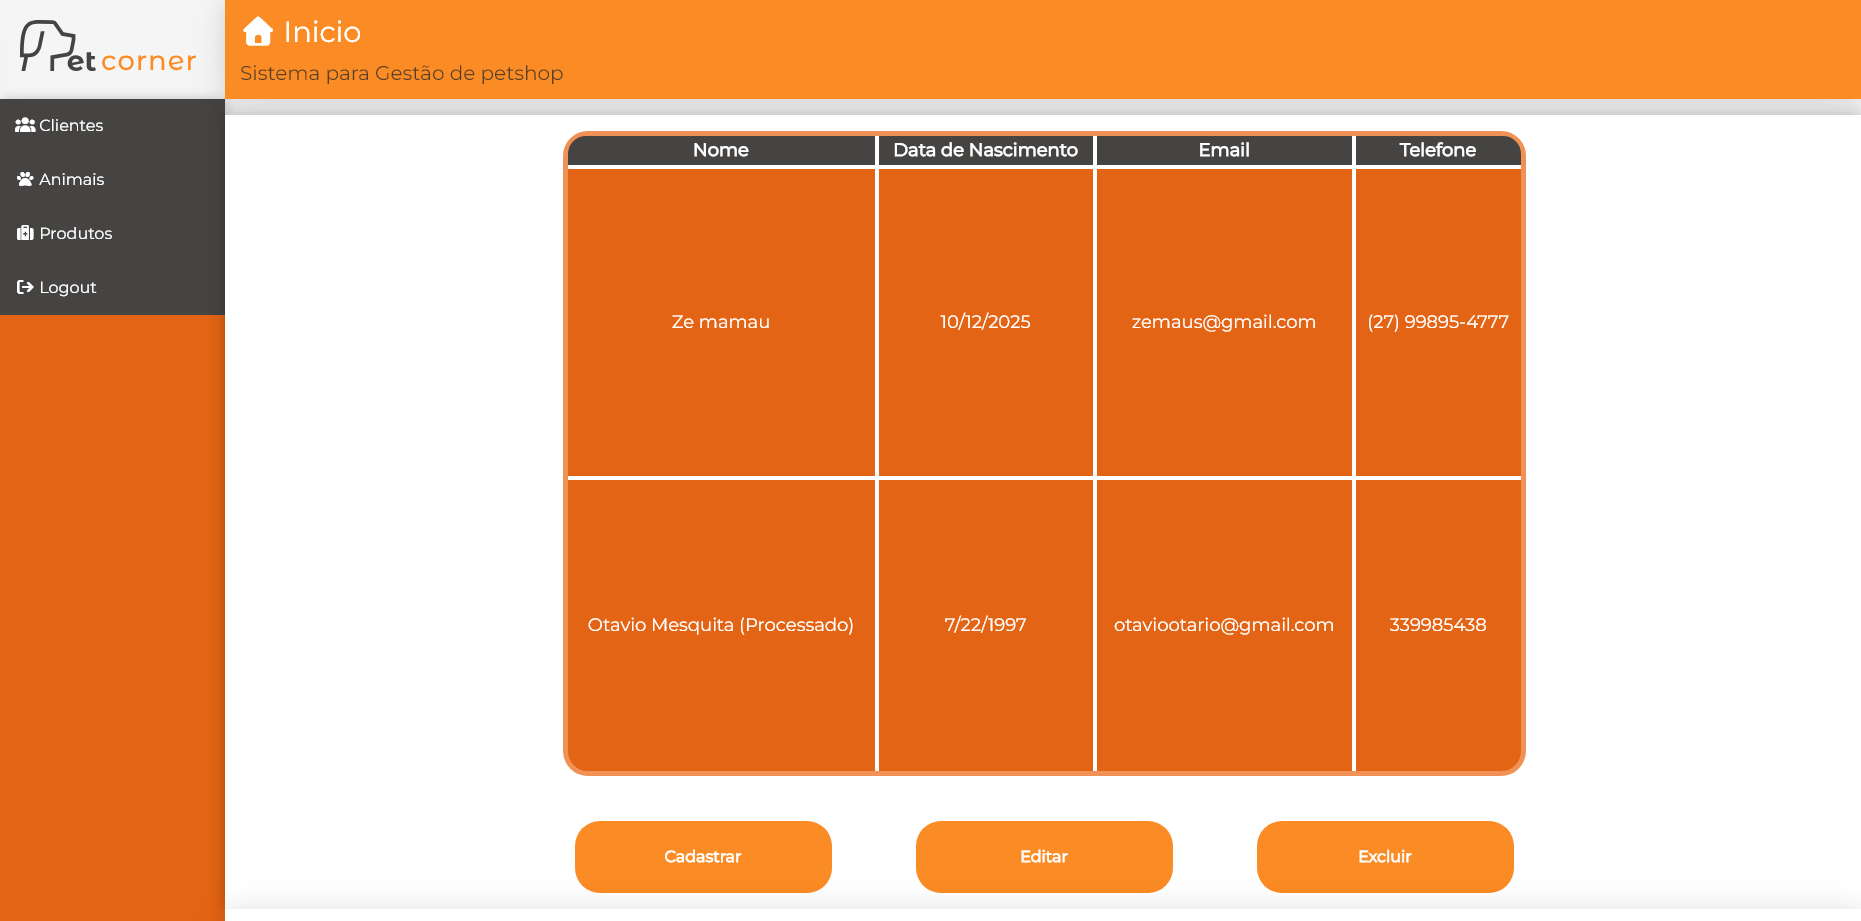 Petcorner
Inicio
Sistema para Gestão de petshop
Clientes
Animais
Produtos
Logout
Nome Data de Nascimento Email Telefone
Ze mamau 10/12/2025 zemaus@gmail.com (27) 99895-4777
Otavio Mesquita (Processado) 7/22/1997 otaviootario@gmail.com 339985438
Cadastrar Editar Excluir